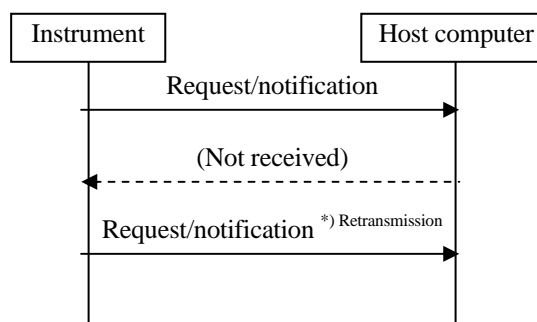 Instrument
Host computer
Request/notification
(Not received)
Request/notification *) Retransmission